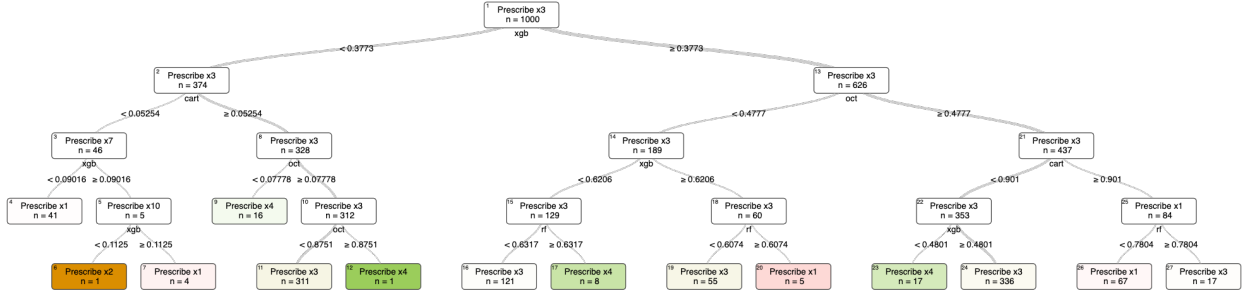 1
Prescribe x3
n = 1000
xgb
< 0.3773
≥ 0.3773
2
Prescribe x3
n = 374
cart
13
Prescribe x3
n = 626
oct
< 0.05254
≥ 0.05254
< 0.4777
≥ 0.4777
3
Prescribe x7
n = 46
xgb
8
Prescribe x3
n = 328
oct
14
Prescribe x3
n = 189
xgb
21
Prescribe x3
n = 437
cart
< 0.09016
≥ 0.09016
< 0.07778
≥ 0.07778
< 0.6206
≥ 0.6206
< 0.901
≥ 0.901
4
Prescribe x1
n = 41
5
Prescribe x10
n = 5
xgb
9
Prescribe x4
n = 16
10
Prescribe x3
n = 312
oct
15
Prescribe x3
n = 129
rf
18
Prescribe x3
n = 60
rf
22
Prescribe x3
n = 353
xgb
25
Prescribe x1
n = 84
rf
< 0.1125
≥ 0.1125
< 0.8751
≥ 0.8751
< 0.6317
≥ 0.6317
< 0.6074
≥ 0.6074
< 0.4801
≥ 0.4801
< 0.7804
≥ 0.7804
6
Prescribe x2
n = 1
7
Prescribe x1
n = 4
11
Prescribe x3
n = 311
12
Prescribe x4
n = 1
16
Prescribe x3
n = 121
17
Prescribe x4
n = 8
19
Prescribe x3
n = 55
20
Prescribe x1
n = 5
23
Prescribe x4
n = 17
24
Prescribe x3
n = 336
26
Prescribe x1
n = 67
27
Prescribe x3
n = 17